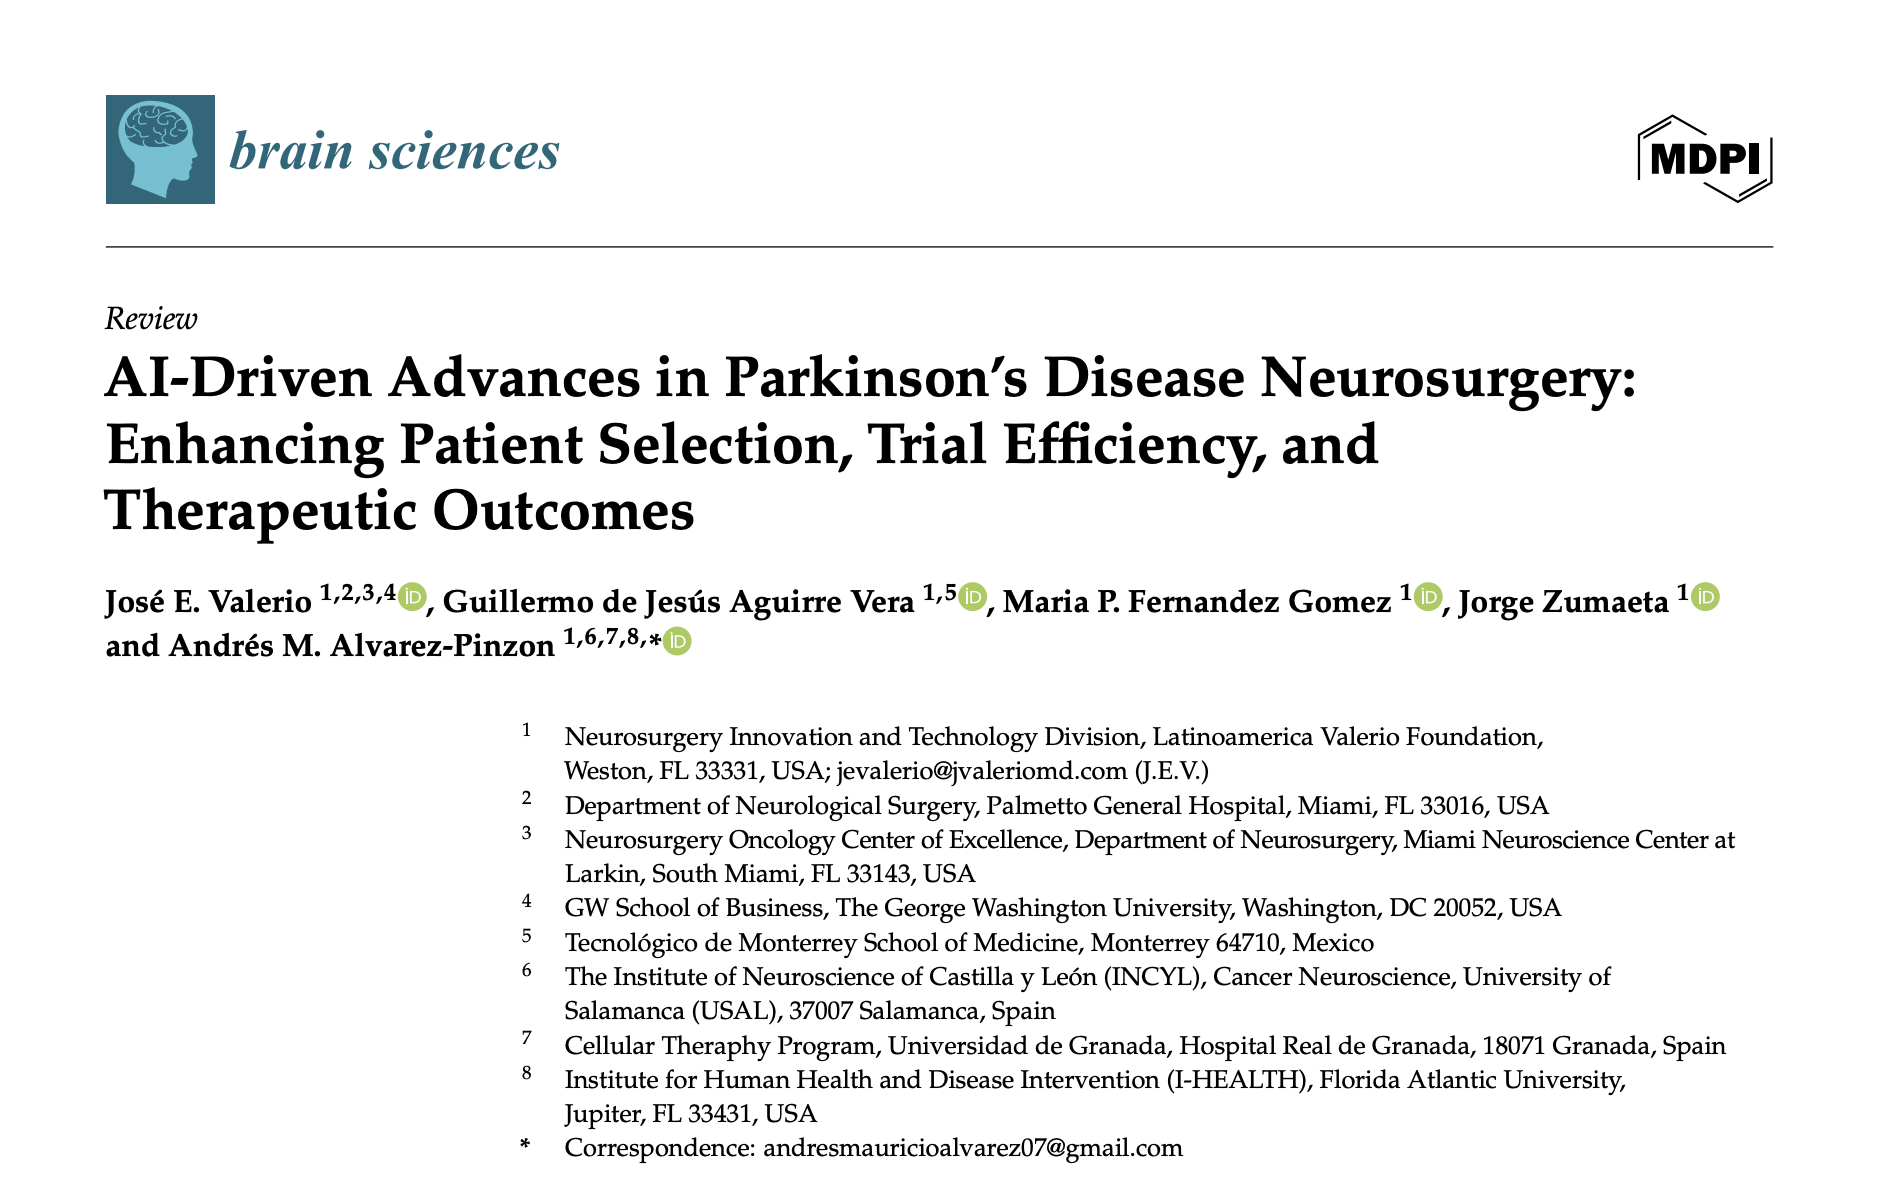 brain sciences
MDPI
Review
AI-Driven Advances in Parkinson’s Disease Neurosurgery:
Enhancing Patient Selection, Trial Efficiency, and
Therapeutic Outcomes
José E. Valerio 1,2,3,4 iD, Guillermo de Jesús Aguirre Vera 1,5 iD, Maria P. Fernandez Gomez 1 iD, Jorge Zumaeta 1 iD
and Andrés M. Alvarez-Pinzon 1,6,7,8,* iD
1 Neurosurgery Innovation and Technology Division, Latinoamerica Valerio Foundation,
Weston, FL 33331, USA; jevalerio@jvaleriomd.com (J.E.V.)
2 Department of Neurological Surgery, Palmetto General Hospital, Miami, FL 33016, USA
3 Neurosurgery Oncology Center of Excellence, Department of Neurosurgery, Miami Neuroscience Center at
Larkin, South Miami, FL 33143, USA
4 GW School of Business, The George Washington University, Washington, DC 20052, USA
5 Tecnológico de Monterrey School of Medicine, Monterrey 64710, Mexico
6 The Institute of Neuroscience of Castilla y León (INCYL), Cancer Neuroscience, University of
Salamanca (USAL), 37007 Salamanca, Spain
7 Cellular Theraphy Program, Universidad de Granada, Hospital Real de Granada, 18071 Granada, Spain
8 Institute for Human Health and Disease Intervention (I-HEALTH), Florida Atlantic University,
Jupiter, FL 33431, USA
* Correspondence: andresmauricioalvarez07@gmail.com